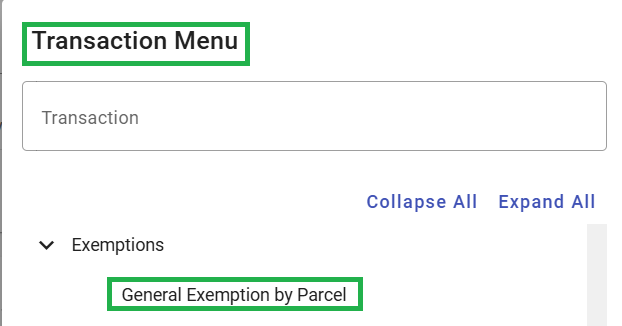 Transaction Menu
Transaction
Collapse All Expand All
Exemptions
General Exemption by Parcel